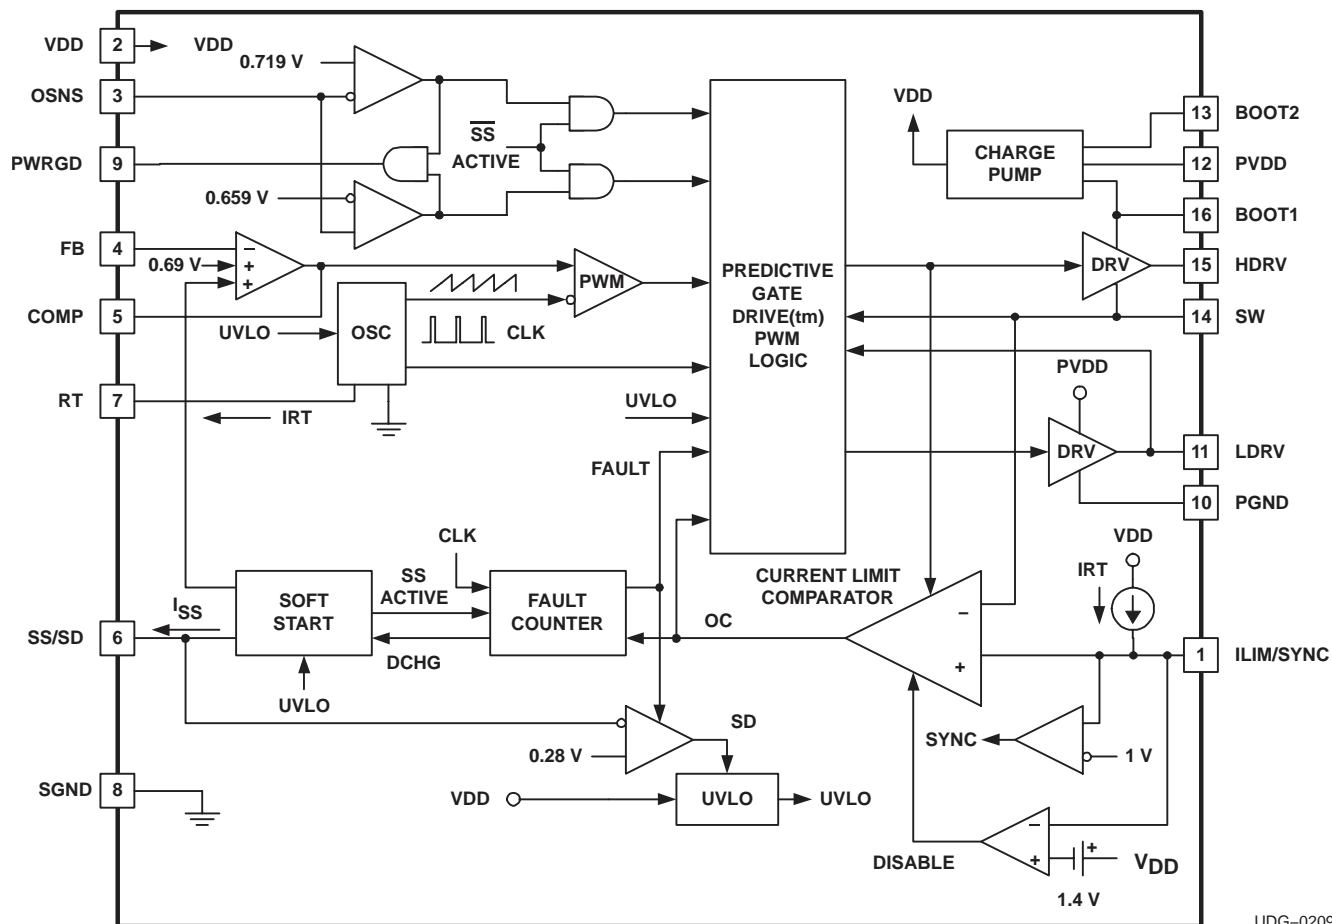 VDD 2 VDD
0.719 V
OSNS 3
PWRGD 9
SS
ACTIVE
0.659 V
FB 4
0.69 V
−
+
+
COMP 5
UVLO
OSC
CLK
PWM
RT 7
IRT
PREDICTIVE
GATE
DRIVE(tm)
PWM
LOGIC
UVLO
FAULT
VDD
CHARGE
PUMP
13 BOOT2
12 PVDD
16 BOOT1
DRV
15 HDRV
14 SW
PVDD
DRV
11 LDRV
10 PGND
CLK
SS
ACTIVE
ISS
SOFT
START
FAULT
COUNTER
SS/SD 6
DCHG
UVLO
OC
CURRENT LIMIT
COMPARATOR
−
+
VDD
IRT
1 ILIM/SYNC
SYNC
1 V
SD
0.28 V
SGND 8
VDD
UVLO
UVLO
DISABLE
−
+
+
VDD
1.4 V